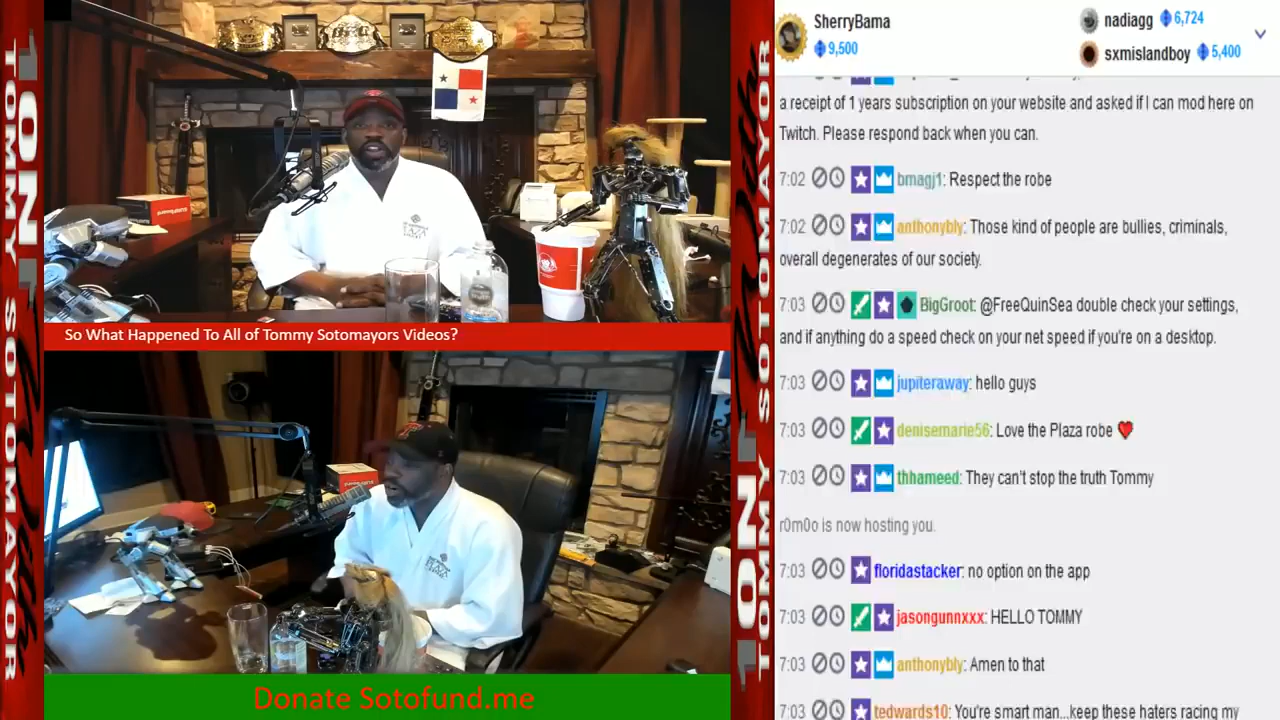 1ON1 With
TOMMY SOTOMAYOR
So What Happened To All of Tommy Sotomayors Videos?
Donate Sotofund.me
1ON1 With
TOMMY SOTOMAYOR
SherryBama
9,500
nadiagg 6,724
sxmislandboy 5,400
a receipt of 1 years subscription on your website and asked if I can mod here on
Twitch. Please respond back when you can.
7:02 bmagj1: Respect the robe
7:02 anthonybly: Those kind of people are bullies, criminals,
overall degenerates of our society.
7:03 BigGroot: @FreeQuinSea double check your settings,
and if anything do a speed check on your net speed if you're on a desktop.
7:03 jupiteraway: hello guys
7:03 denisemarie56: Love the Plaza robe
7:03 thhameed: They can't stop the truth Tommy
r0m0o is now hosting you.
7:03 floridastacker: no option on the app
7:03 jasongunnxxx: HELLO TOMMY
7:03 anthonybly: Amen to that
7:03 tedwards10: You're smart man...keep these haters racing my